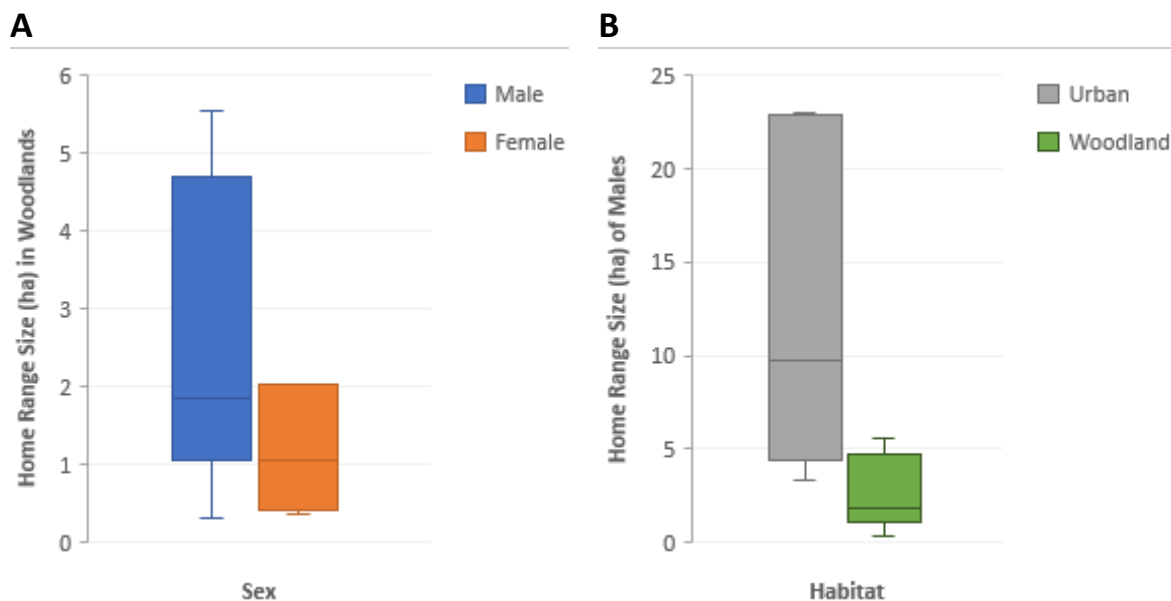 A
Home Range Size (ha) in Woodlands
6
5
4
3
2
1
0
Sex
Male
Female
B
Home Range Size (ha) of Males
25
20
15
10
5
0
Habitat
Urban
Woodland